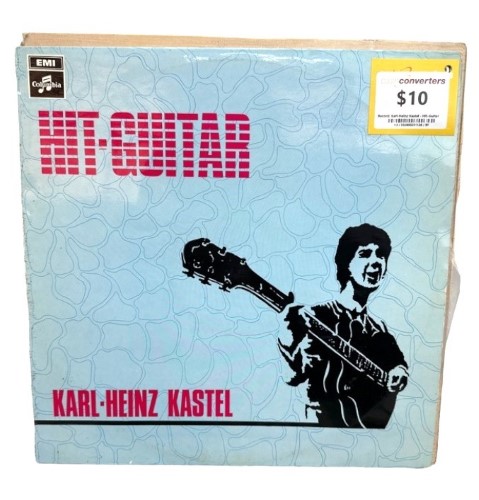 EMI
Columbia
converters
$10
HIT-GUITAR
KARL-HEINZ KASTEL